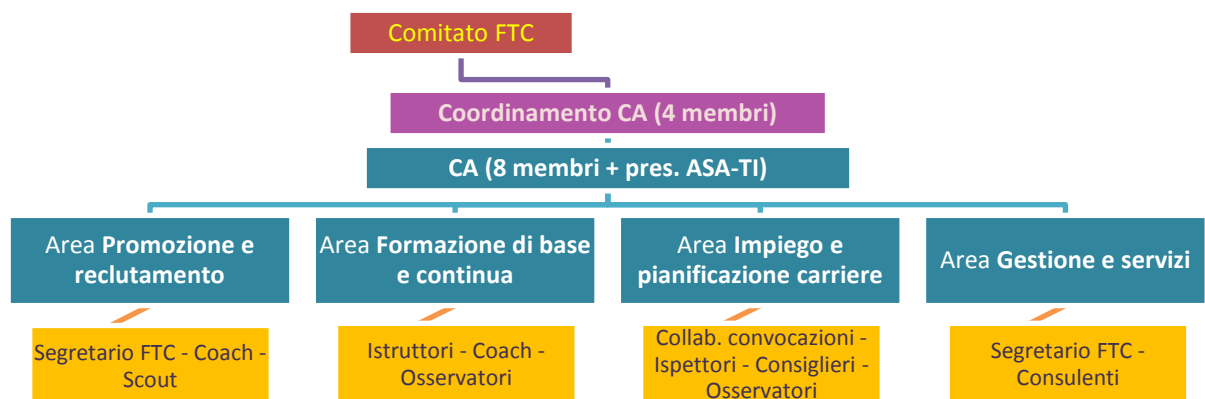 Comitato FTC
Coordinamento CA (4 membri)
CA (8 membri + pres. ASA-TI)
Area Promozione e
reclutamento
Area Formazione di base
e continua
Area Impiego e
pianificazione carriere
Area Gestione e servizi
Segretario FTC - Coach -
Scout
Istruttori - Coach -
Osservatori
Collab. convocazioni -
Ispettori - Consiglieri -
Osservatori
Segretario FTC -
Consulenti